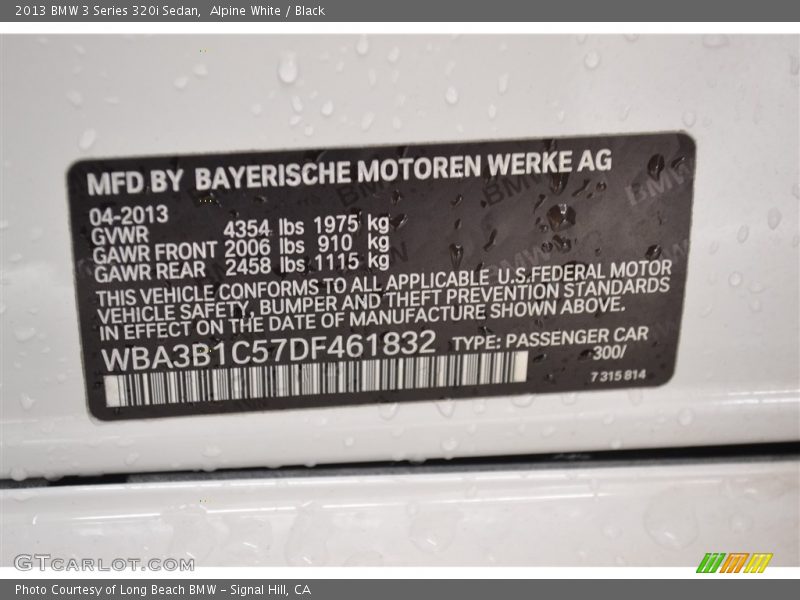 2013 BMW 3 Series 320i Sedan, Alpine White / Black
MFD BY BAYERISCHE MOTOREN WERKE AG
04-2013
GVWR 4354 lbs 1975 kg
GAWR FRONT 2006 lbs 910 kg
GAWR REAR 2458 lbs 1115 kg
THIS VEHICLE CONFORMS TO ALL APPLICABLE U.S.FEDERAL MOTOR
VEHICLE SAFETY, BUMPER AND THEFT PREVENTION STANDARDS
IN EFFECT ON THE DATE OF MANUFACTURE SHOWN ABOVE.
WBA3B1C57DF461832 TYPE: PASSENGER CAR
300/
7 315 814
GTCARLOT.COM
Photo Courtesy of Long Beach BMW - Signal Hill, CA